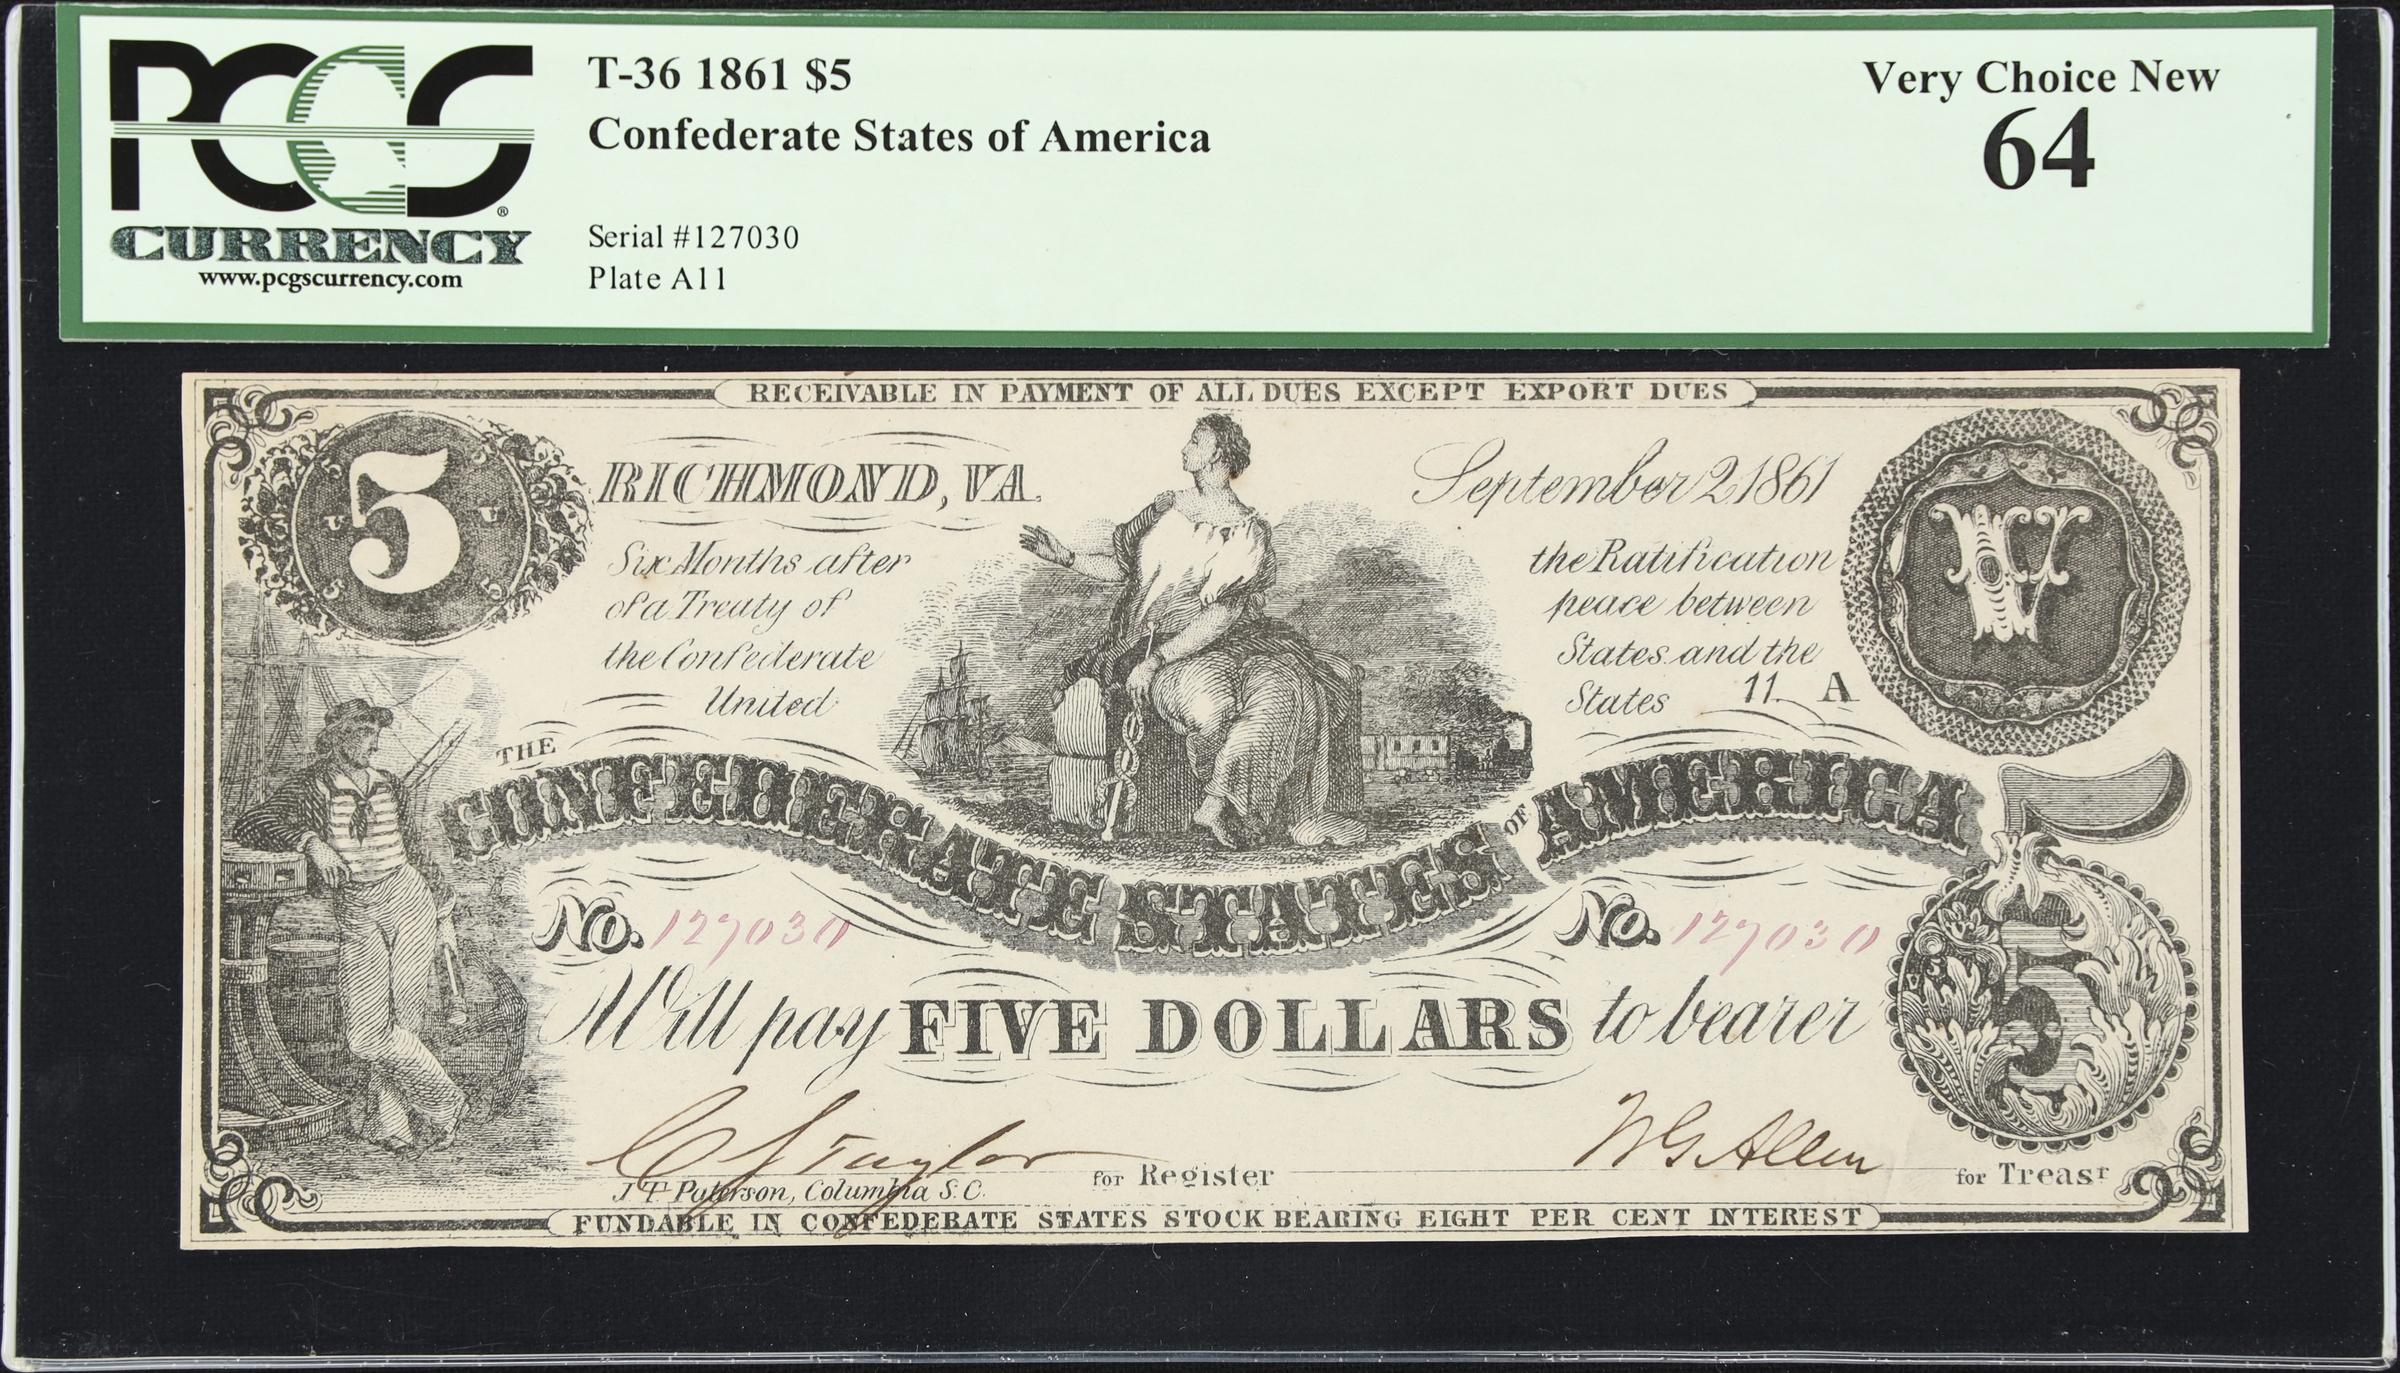 PCGS
CURRENCY
www.pcgscurrency.com
T-36 1861 $5
Confederate States of America
Serial #127030
Plate A11
Very Choice New
64
RECEIVABLE IN PAYMENT OF ALL DUES EXCEPT EXPORT DUES
5
RICHMOND, VA.
September 2 1861
V
Six Months after the Ratification
of a Treaty of peace between
the Confederate States and the
United States 11 A
THE CONFEDERATE STATES OF AMERICA
No. 127030
No. 127030
5
Will pay FIVE DOLLARS to bearer
C J Taylor for Register
W G Allen for Treasr
J T Paterson, Columbia S. C.
FUNDABLE IN CONFEDERATE STATES STOCK BEARING EIGHT PER CENT INTEREST